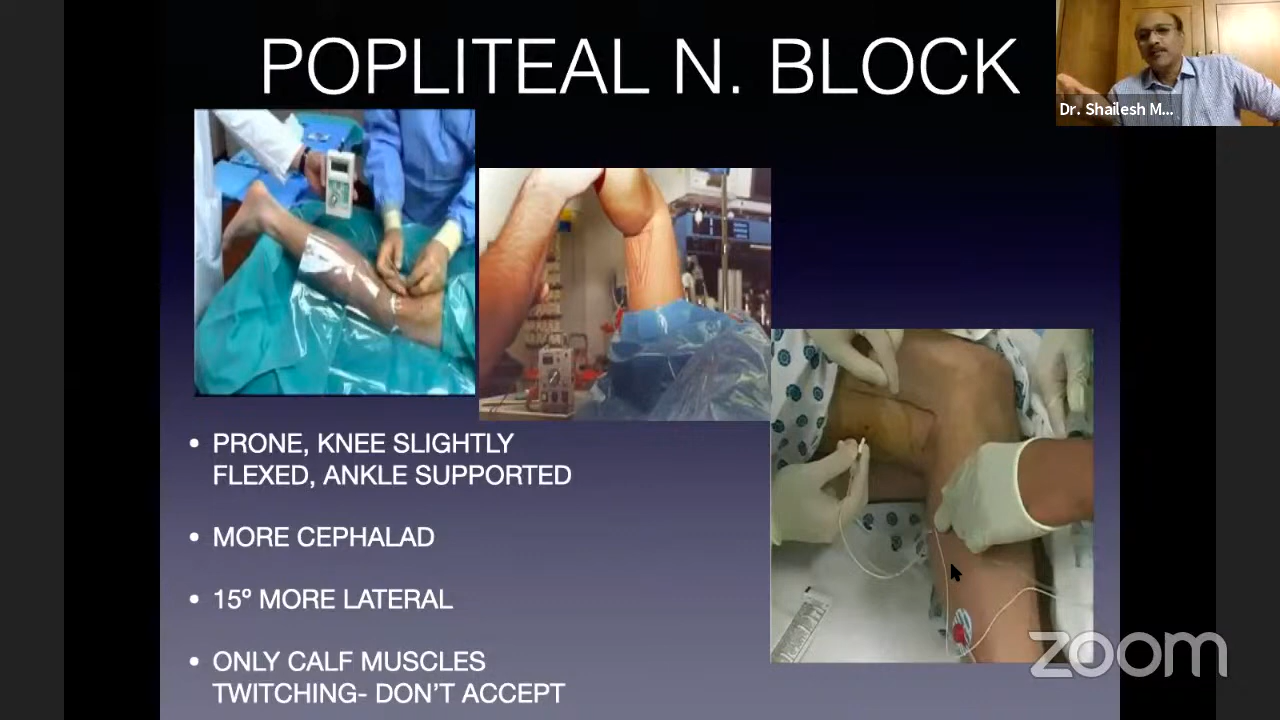 POPLITEAL N. BLOCK
Dr. Shailesh M...
• PRONE, KNEE SLIGHTLY
FLEXED, ANKLE SUPPORTED
• MORE CEPHALAD
• 15º MORE LATERAL
• ONLY CALF MUSCLES
TWITCHING- DON'T ACCEPT
zoom